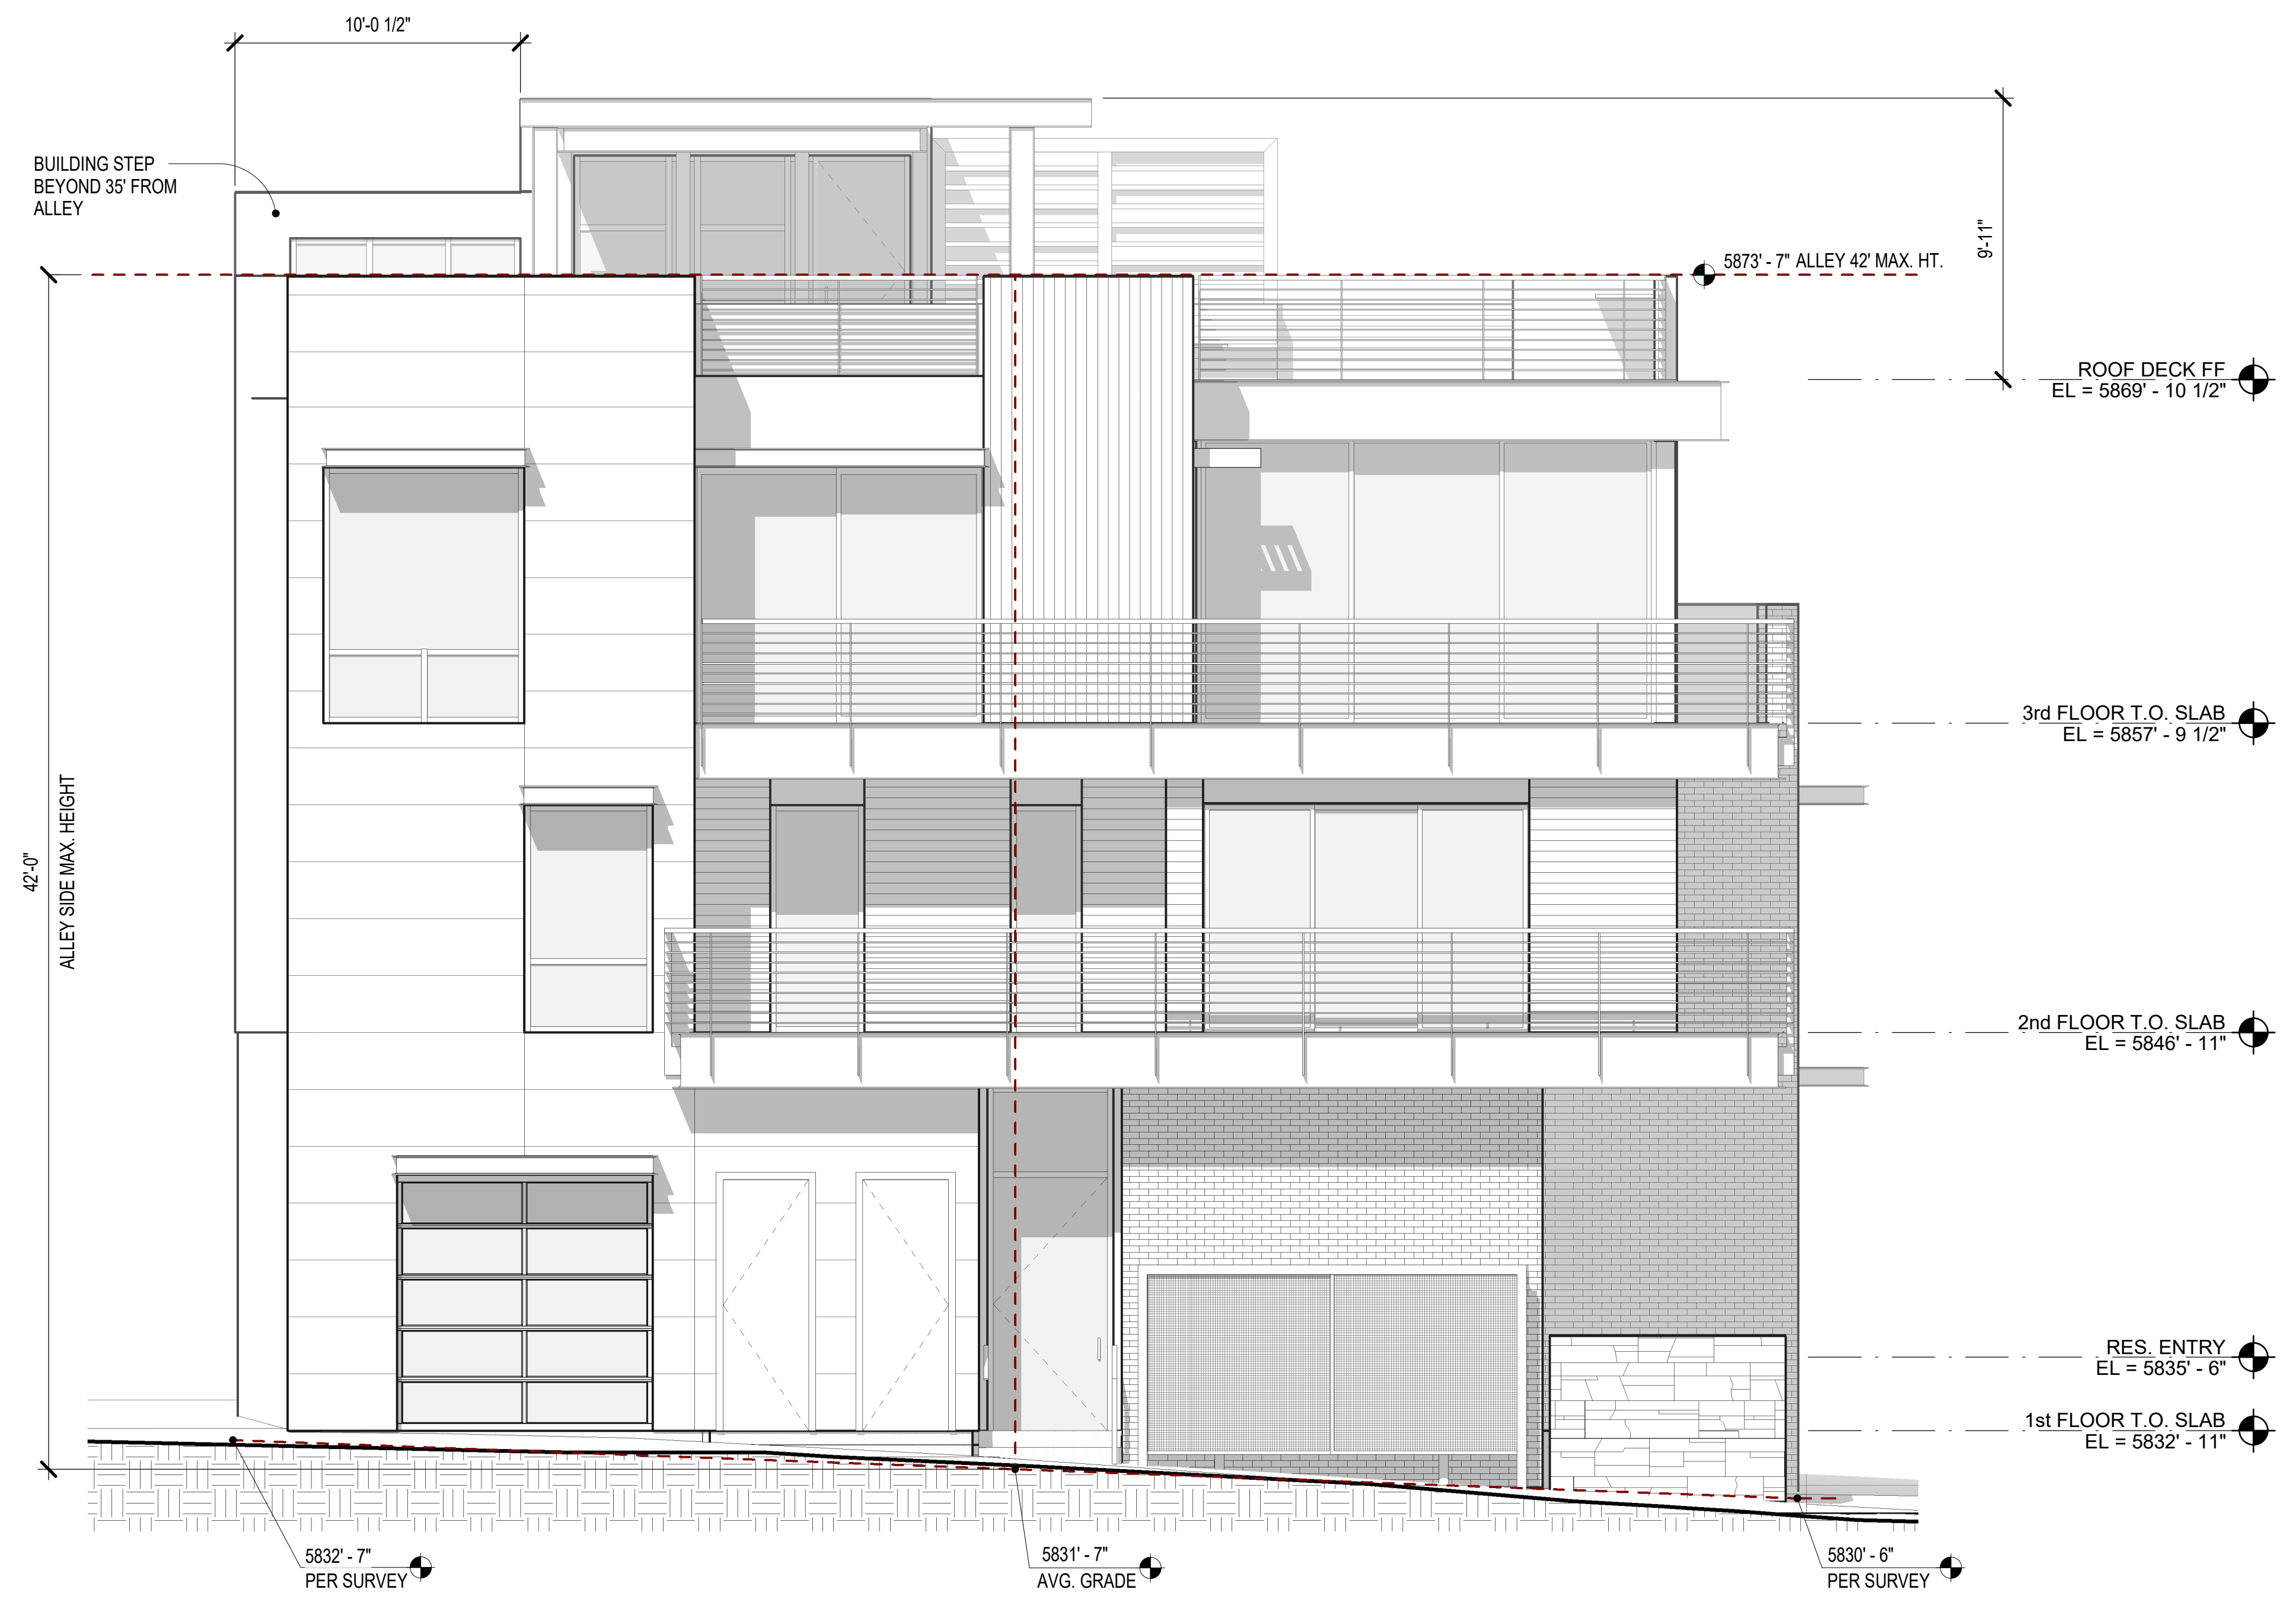 10'-0 1/2"
BUILDING STEP
BEYOND 35' FROM
ALLEY
9'-11"
5873' - 7" ALLEY 42' MAX. HT.
ROOF DECK FF
EL = 5869' - 10 1/2"
3rd FLOOR T.O. SLAB
EL = 5857' - 9 1/2"
42'-0"
ALLEY SIDE MAX. HEIGHT
2nd FLOOR T.O. SLAB
EL = 5846' - 11"
RES. ENTRY
EL = 5835' - 6"
1st FLOOR T.O. SLAB
EL = 5832' - 11"
5832' - 7"
PER SURVEY
5831' - 7"
AVG. GRADE
5830' - 6"
PER SURVEY